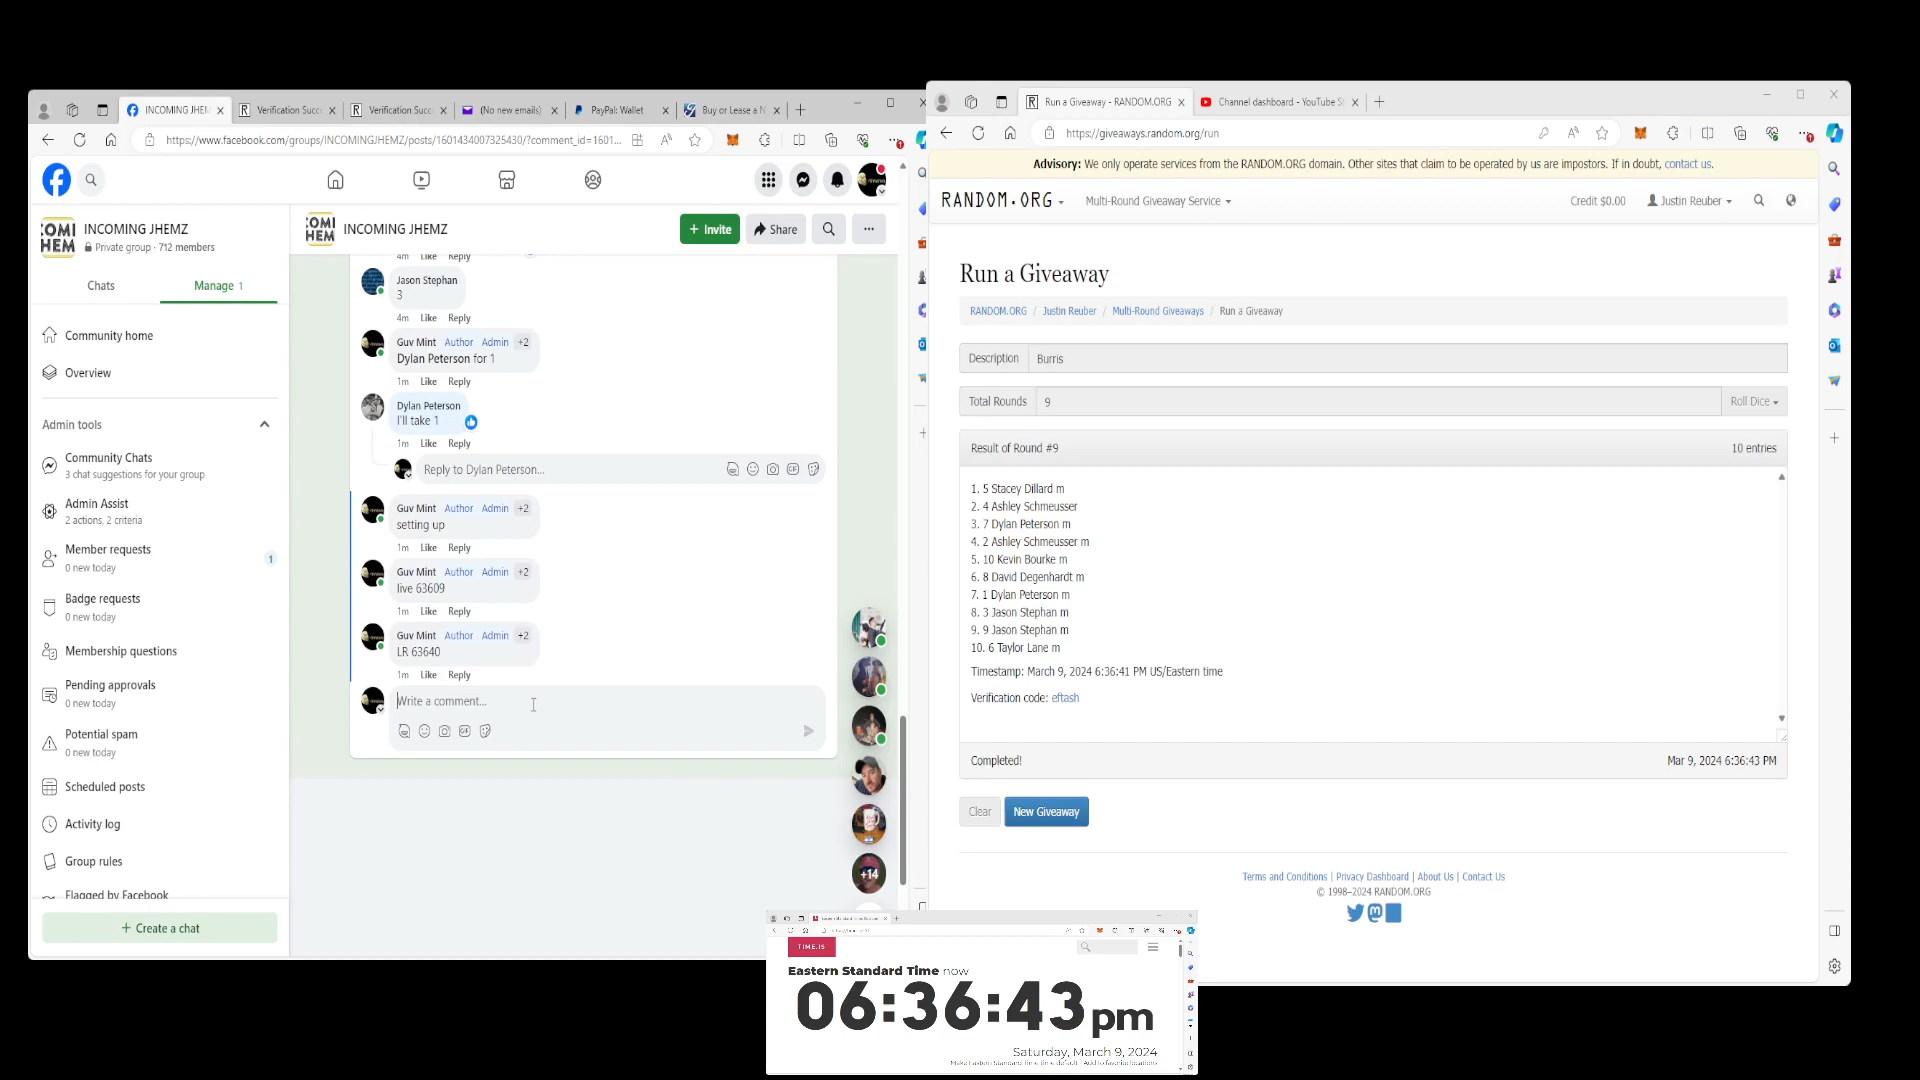 INCOMING JHEM
Verification Succ
Verification Succ
(No new emails)
PayPal: Wallet
Buy or Lease a N
https://www.facebook.com/groups/INCOMINGJHEMZ/posts/1601434007325430/?comment_id=1601...
INCOMING JHEMZ
Private group · 712 members
Chats
Manage 1
Community home
Overview
Admin tools
Community Chats
3 chat suggestions for your group
Admin Assist
2 actions, 2 criteria
Member requests
0 new today
1
Badge requests
0 new today
Membership questions
Pending approvals
0 new today
Potential spam
0 new today
Scheduled posts
Activity log
Group rules
Flagged by Facebook
+ Create a chat
COMI
HEM
INCOMING JHEMZ
+ Invite
Share
4m Like Reply
Jason Stephan
3
4m Like Reply
Guv Mint Author Admin +2
Dylan Peterson for 1
1m Like Reply
Dylan Peterson
I'll take 1
1m Like Reply
Reply to Dylan Peterson...
Guv Mint Author Admin +2
setting up
1m Like Reply
Guv Mint Author Admin +2
live 63609
1m Like Reply
Guv Mint Author Admin +2
LR 63640
1m Like Reply
Write a comment...
+14
Run a Giveaway - RANDOM.ORG
Channel dashboard - YouTube S
https://giveaways.random.org/run
Advisory: We only operate services from the RANDOM.ORG domain. Other sites that claim to be operated by us are impostors. If in doubt, contact us.
RANDOM.ORG
Multi-Round Giveaway Service
Credit $0.00
Justin Reuber
Run a Giveaway
RANDOM.ORG / Justin Reuber / Multi-Round Giveaways / Run a Giveaway
Description Burris
Total Rounds 9 Roll Dice
Result of Round #9 10 entries
1. 5 Stacey Dillard m
2. 4 Ashley Schmeusser
3. 7 Dylan Peterson m
4. 2 Ashley Schmeusser m
5. 10 Kevin Bourke m
6. 8 David Degenhardt m
7. 1 Dylan Peterson m
8. 3 Jason Stephan m
9. 9 Jason Stephan m
10. 6 Taylor Lane m
Timestamp: March 9, 2024 6:36:41 PM US/Eastern time
Verification code: eftash
Completed! Mar 9, 2024 6:36:43 PM
Clear New Giveaway
Terms and Conditions | Privacy Dashboard | About Us | Contact Us
© 1998–2024 RANDOM.ORG
TIME.IS
Eastern Standard Time now
06:36:43 pm
Saturday, March 9, 2024